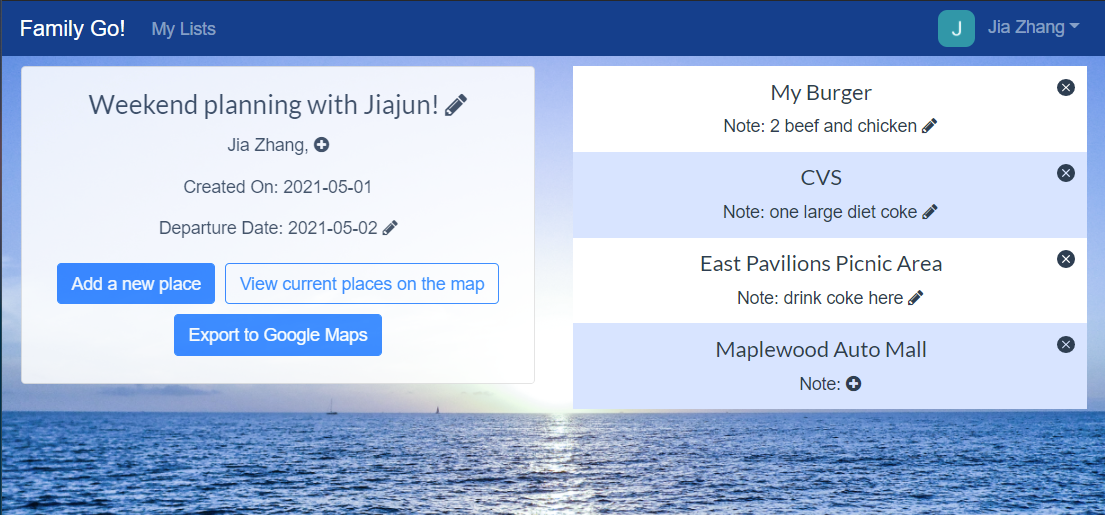 Family Go! My Lists J Jia Zhang
Weekend planning with Jiajun!
Jia Zhang,
Created On: 2021-05-01
Departure Date: 2021-05-02
Add a new place View current places on the map
Export to Google Maps
My Burger
Note: 2 beef and chicken
CVS
Note: one large diet coke
East Pavilions Picnic Area
Note: drink coke here
Maplewood Auto Mall
Note: